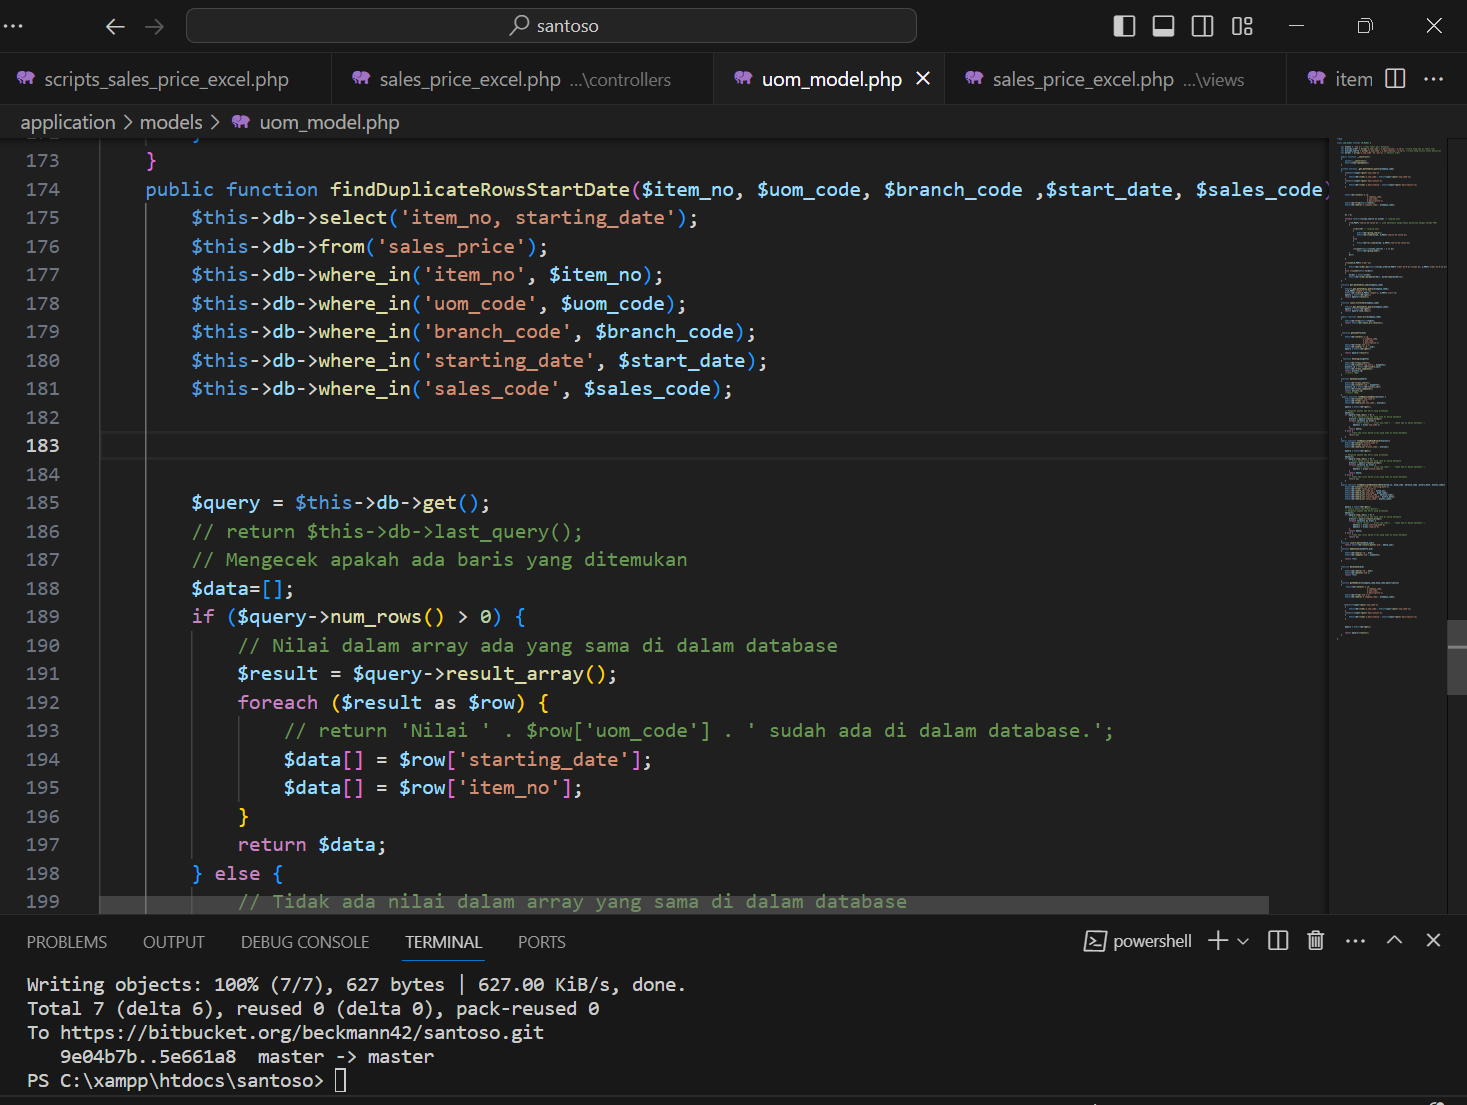 santoso
scripts_sales_price_excel.php sales_price_excel.php ...\controllers uom_model.php sales_price_excel.php ...\views item
application > models > uom_model.php
173 }
174 public function findDuplicateRowsStartDate($item_no, $uom_code, $branch_code ,$start_date, $sales_code)
175 $this->db->select('item_no, starting_date');
176 $this->db->from('sales_price');
177 $this->db->where_in('item_no', $item_no);
178 $this->db->where_in('uom_code', $uom_code);
179 $this->db->where_in('branch_code', $branch_code);
180 $this->db->where_in('starting_date', $start_date);
181 $this->db->where_in('sales_code', $sales_code);
182
183
184
185 $query = $this->db->get();
186 // return $this->db->last_query();
187 // Mengecek apakah ada baris yang ditemukan
188 $data=[];
189 if ($query->num_rows() > 0) {
190 // Nilai dalam array ada yang sama di dalam database
191 $result = $query->result_array();
192 foreach ($result as $row) {
193 // return 'Nilai ' . $row['uom_code'] . ' sudah ada di dalam database.';
194 $data[] = $row['starting_date'];
195 $data[] = $row['item_no'];
196 }
197 return $data;
198 } else {
199 // Tidak ada nilai dalam array yang sama di dalam database
PROBLEMS OUTPUT DEBUG CONSOLE TERMINAL PORTS powershell
Writing objects: 100% (7/7), 627 bytes | 627.00 KiB/s, done.
Total 7 (delta 6), reused 0 (delta 0), pack-reused 0
To https://bitbucket.org/beckmann42/santoso.git
9e04b7b..5e661a8 master -> master
PS C:\xampp\htdocs\santoso>